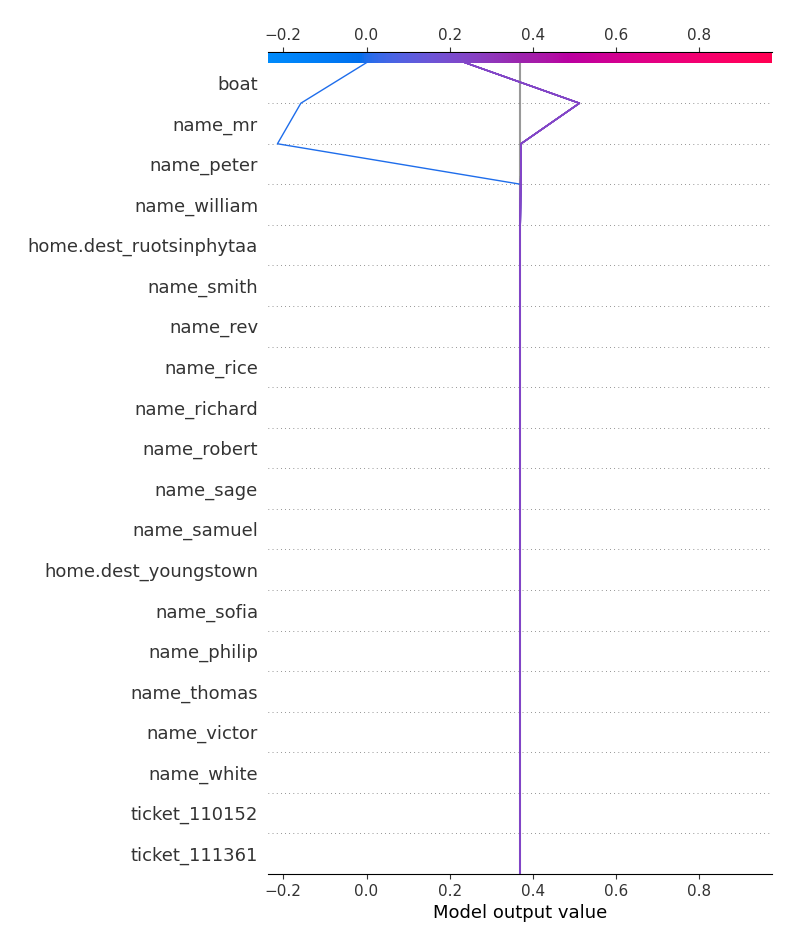 −0.2 0.0 0.2 0.4 0.6 0.8
boat
name_mr
name_peter
name_william
home.dest_ruotsinphytaa
name_smith
name_rev
name_rice
name_richard
name_robert
name_sage
name_samuel
home.dest_youngstown
name_sofia
name_philip
name_thomas
name_victor
name_white
ticket_110152
ticket_111361
−0.2 0.0 0.2 0.4 0.6 0.8
Model output value